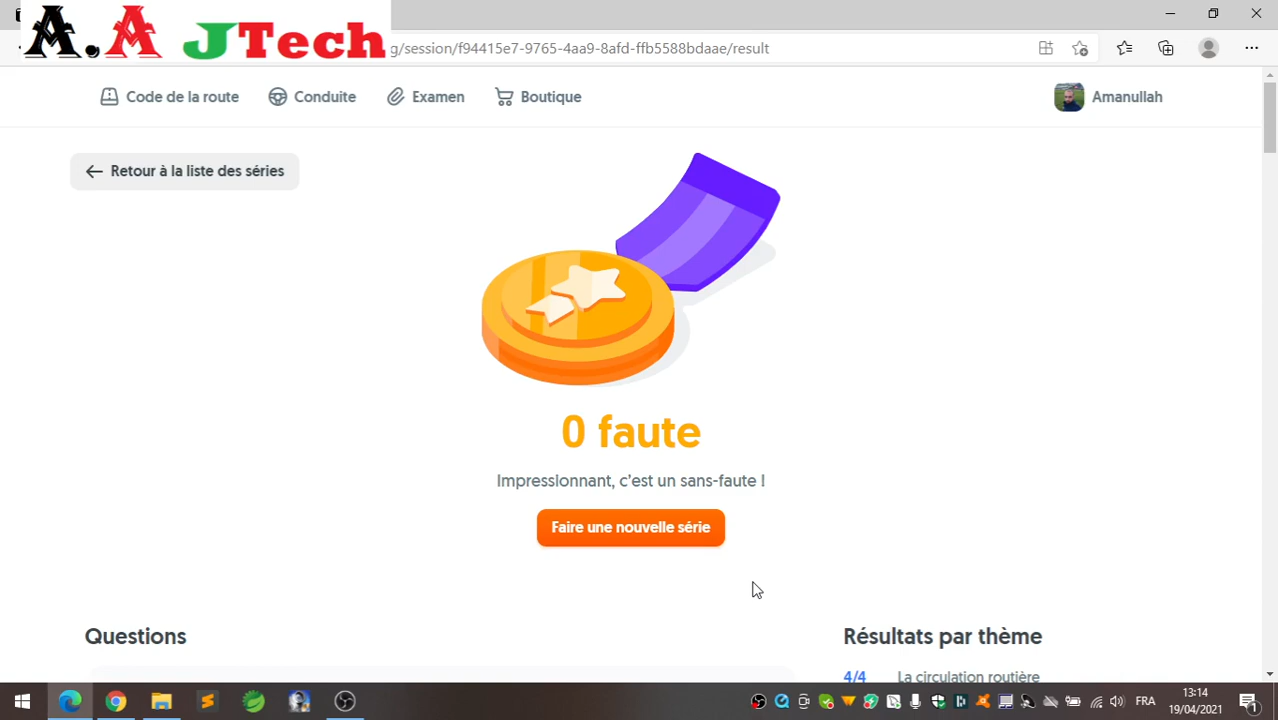 A.A JTech
g/session/f94415e7-9765-4aa9-8afd-ffb5588bdaae/result
Code de la route
Conduite
Examen
Boutique
Amanullah
Retour à la liste des séries
0 faute
Impressionnant, c'est un sans-faute !
Faire une nouvelle série
Questions
Résultats par thème
4/4 La circulation routière
FRA
13:14
19/04/2021
1